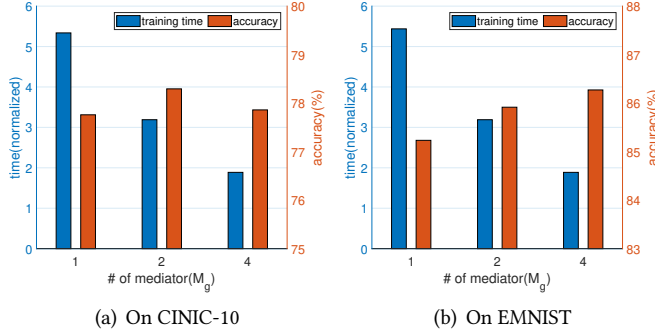 training time accuracy
time(normalized)
6
5
4
3
2
1
0
80
79
78
77
76
75
accuracy(%)
1 2 4
# of mediator(Mg)
(a) On CINIC-10
training time accuracy
time(normalized)
6
5
4
3
2
1
0
88
87
86
85
84
83
accuracy(%)
1 2 4
# of mediator(Mg)
(b) On EMNIST